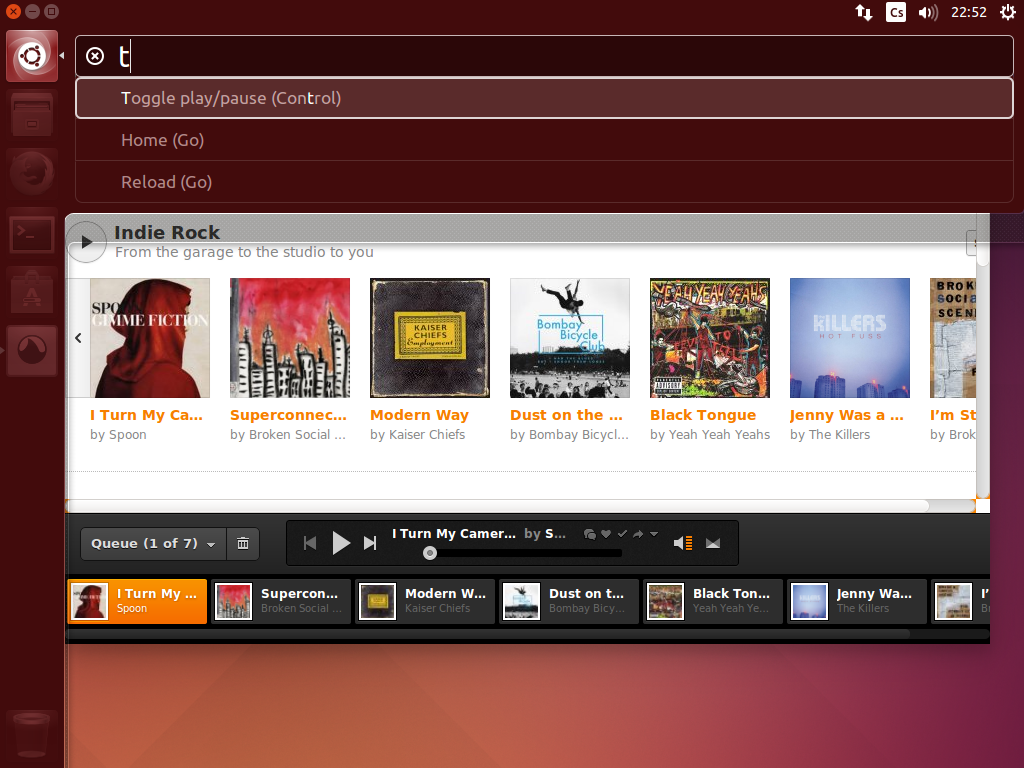 Cs
22:52
t
Toggle play/pause (Control)
Home (Go)
Reload (Go)
Indie Rock
From the garage to the studio to you
SPOON
GIMME FICTION
KAISER
CHIEFS
Employment
Bombay
Bicycle
Club
YEAH YEAH YEAHS
PARENTAL
ADVISORY
EXPLICIT CONTENT
KILLERS
HOT FUSS
BROK
SOCIAL
SCEN
I Turn My Ca...
Superconnec...
Modern Way
Dust on the ...
Black Tongue
Jenny Was a ...
I'm St
by Spoon
by Broken Social ...
by Kaiser Chiefs
by Bombay Bicycl...
by Yeah Yeah Yeahs
by The Killers
by Brok
Queue (1 of 7)
I Turn My Camer... by S...
I Turn My ...
Spoon
Supercon...
Broken Social ...
Modern W...
Kaiser Chiefs
Dust on t...
Bombay Bicy...
Black Ton...
Yeah Yeah Ye...
Jenny Wa...
The Killers
I'
Br